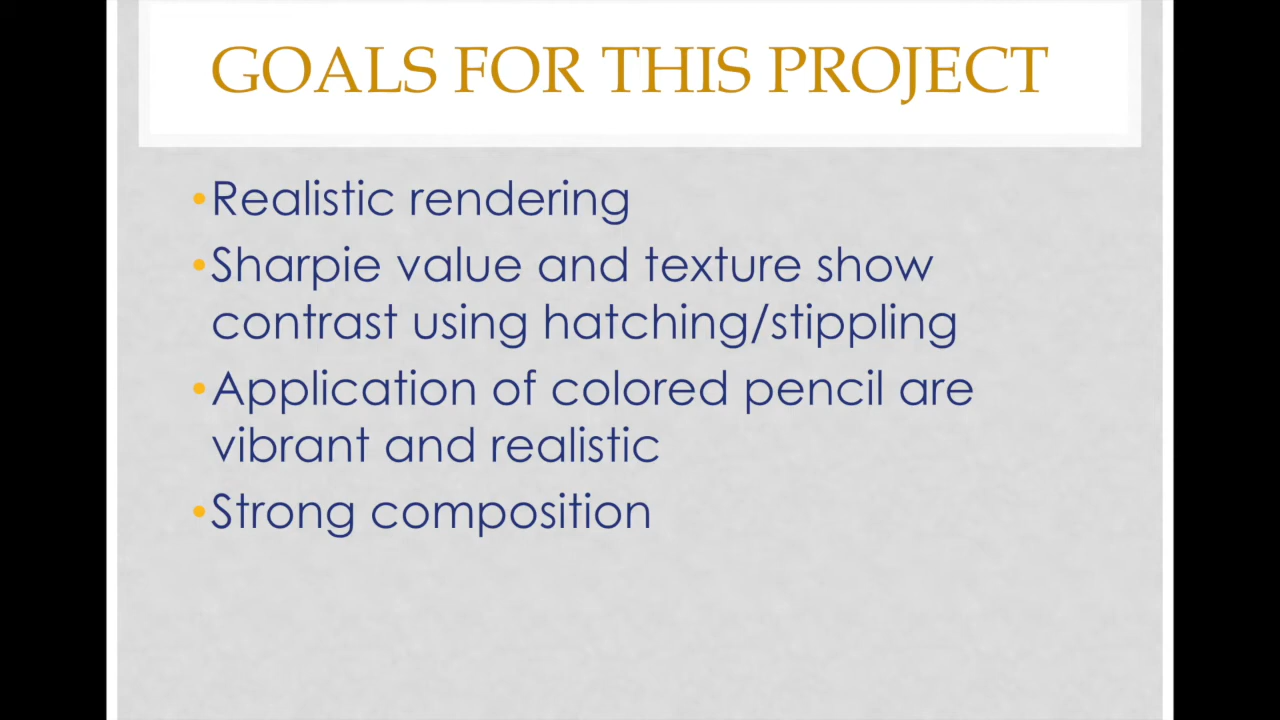 GOALS FOR THIS PROJECT
•Realistic rendering
•Sharpie value and texture show
contrast using hatching/stippling
•Application of colored pencil are
vibrant and realistic
•Strong composition